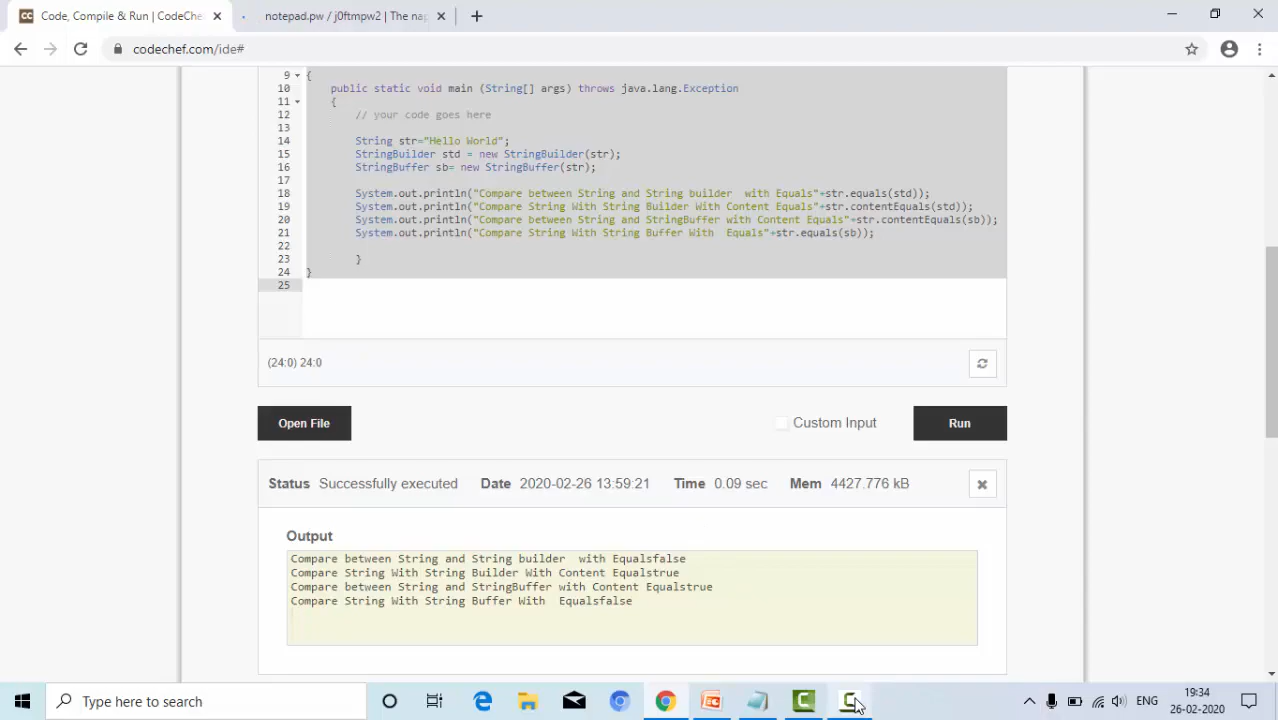 Code, Compile & Run | CodeChe
notepad.pw / j0ftmpw2 | The na
codechef.com/ide#
9 {
10 public static void main (String[] args) throws java.lang.Exception
11 {
12 // your code goes here
13
14 String str="Hello World";
15 StringBuilder std = new StringBuilder(str);
16 StringBuffer sb= new StringBuffer(str);
17
18 System.out.println("Compare between String and String builder  with Equals"+str.equals(std));
19 System.out.println("Compare String With String Builder With Content Equals"+str.contentEquals(std));
20 System.out.println("Compare between String and StringBuffer with Content Equals"+str.contentEquals(sb));
21 System.out.println("Compare String With String Buffer With  Equals"+str.equals(sb));
22
23 }
24 }
25
(24:0) 24:0
Open File
Custom Input
Run
Status Successfully executed Date 2020-02-26 13:59:21 Time 0.09 sec Mem 4427.776 kB
Output
Compare between String and String builder  with Equalsfalse
Compare String With String Builder With Content Equalstrue
Compare between String and StringBuffer with Content Equalstrue
Compare String With String Buffer With  Equalsfalse
Type here to search
ENG
19:34
26-02-2020